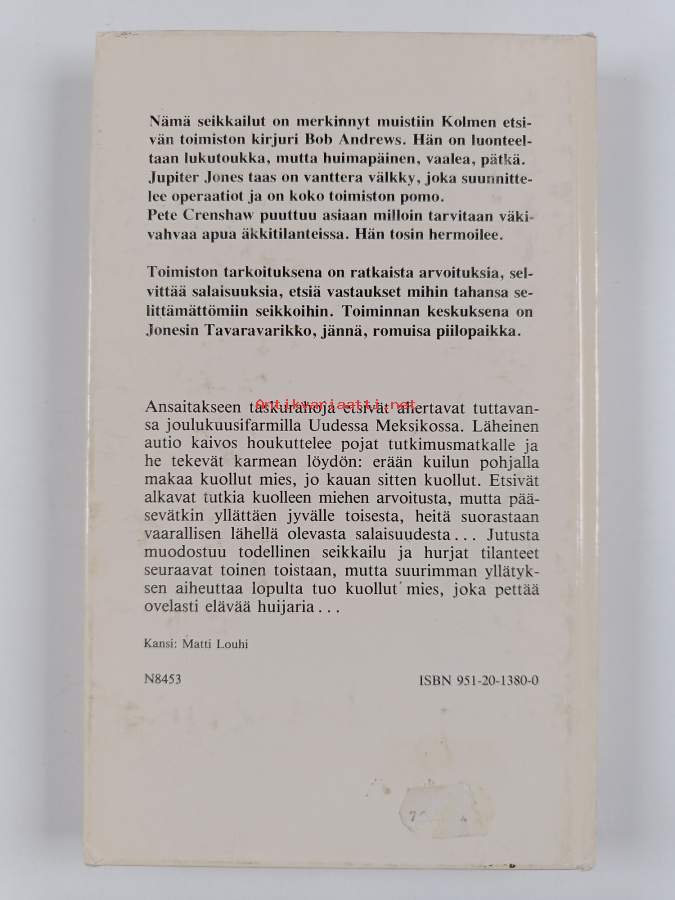 Nämä seikkailut on merkinnyt muistiin Kolmen etsi-
vän toimiston kirjuri Bob Andrews. Hän on luonteel-
taan lukutoukka, mutta huimapäinen, vaalea, pätkä.
Jupiter Jones taas on vanttera välkky, joka suunnitte-
lee operaatiot ja on koko toimiston pomo.
Pete Crenshaw puuttuu asiaan milloin tarvitaan väki-
vahvaa apua äkkitilanteissa. Hän tosin hermoilee.
Toimiston tarkoituksena on ratkaista arvoituksia, sel-
vittää salaisuuksia, etsiä vastaukset mihin tahansa se-
littämättömiin seikkoihin. Toiminnan keskuksena on
Jonesin Tavaravarikko, jännä, romuisa piilopaikka.
Antikvariaatti.net
Ansaitakseen taskurahoja etsivät ahertavat tuttavan-
sa joulukuusifarmilla Uudessa Meksikossa. Läheinen
autio kaivos houkuttelee pojat tutkimusmatkalle ja
he tekevät karmean löydön: erään kuilun pohjalla
makaa kuollut mies, jo kauan sitten kuollut. Etsivät
alkavat tutkia kuolleen miehen arvoitusta, mutta pää-
sevätkin yllättäen jyvälle toisesta, heitä suorastaan
vaarallisen lähellä olevasta salaisuudesta... Jutusta
muodostuu todellinen seikkailu ja hurjat tilanteet
seuraavat toinen toistaan, mutta suurimman yllätyk-
sen aiheuttaa lopulta tuo kuollut mies, joka pettää
ovelasti elävää huijaria...
Kansi: Matti Louhi
N8453
ISBN 951-20-1380-0